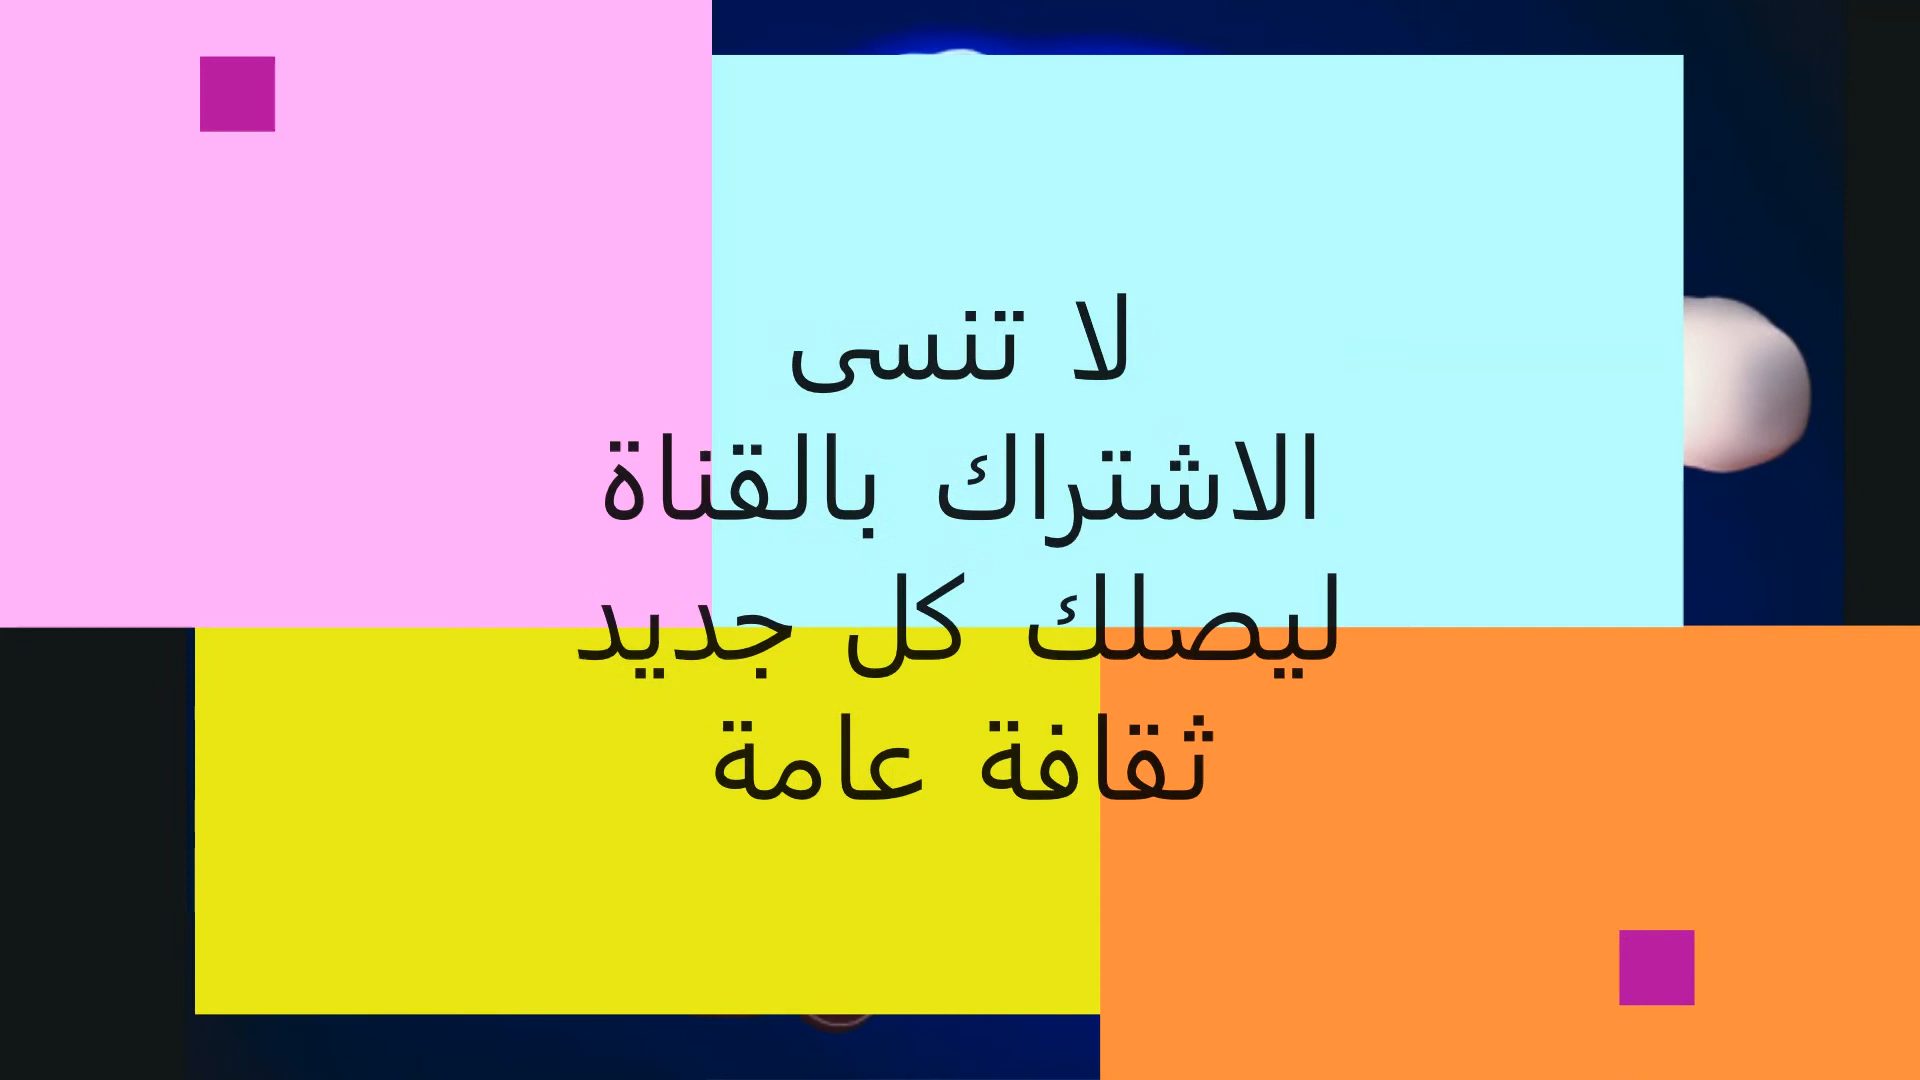 لا تنسى
الاشتراك بالقناة
ليصلك كل جديد
ثقافة عامة